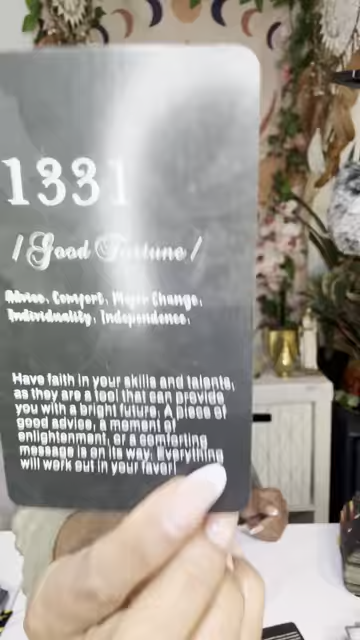 1331
/Good Fortune/
Advice, Comfort, Major Change,
Individuality, Independence,
Have faith in your skills and talents,
as they are a tool that can provide
you with a bright future. A piece of
good advice, a moment of
enlightenment, or a comforting
message is on its way. Everything
will work out in your favor!